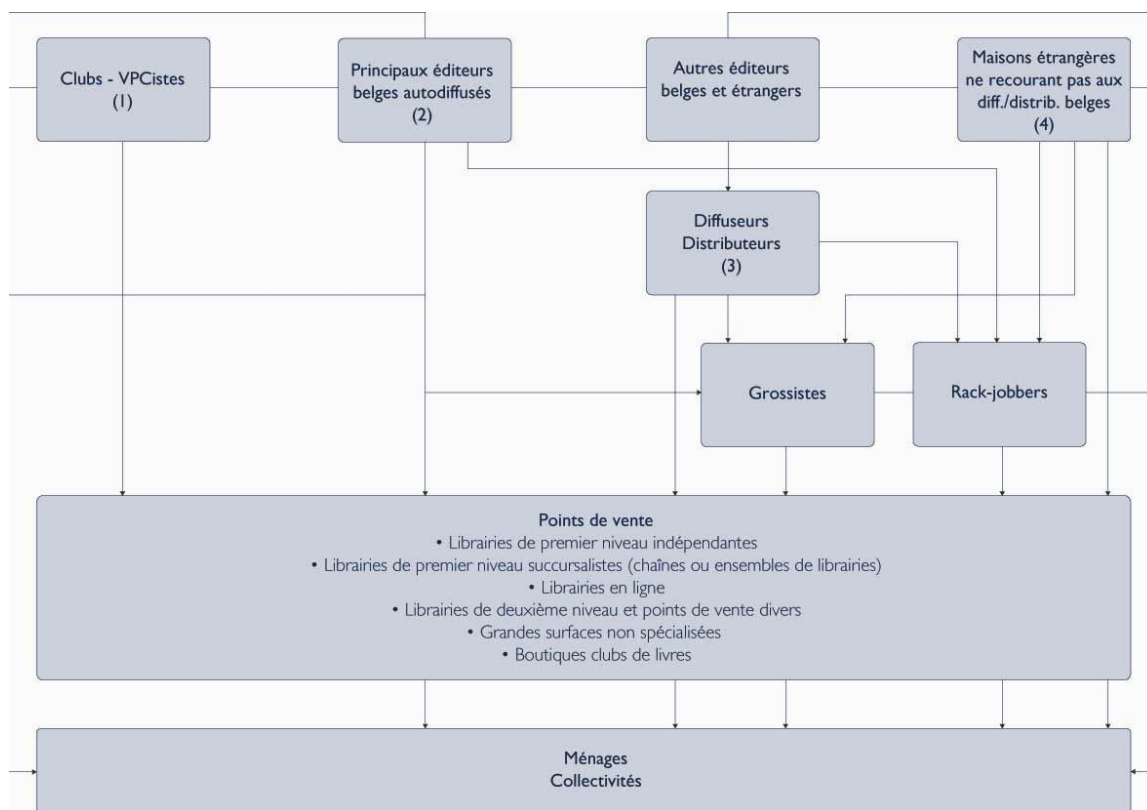 Clubs - VPCistes
(1)
Principaux éditeurs
belges autodiffusés
(2)
Autres éditeurs
belges et étrangers
Maisons étrangères
ne recourant pas aux
diff./distrib. belges
(4)
Diffuseurs
Distributeurs
(3)
Grossistes
Rack-jobbers
Points de vente
• Librairies de premier niveau indépendantes
• Librairies de premier niveau succursalistes (chaînes ou ensembles de librairies)
• Librairies en ligne
• Librairies de deuxième niveau et points de vente divers
• Grandes surfaces non spécialisées
• Boutiques clubs de livres
Ménages
Collectivités